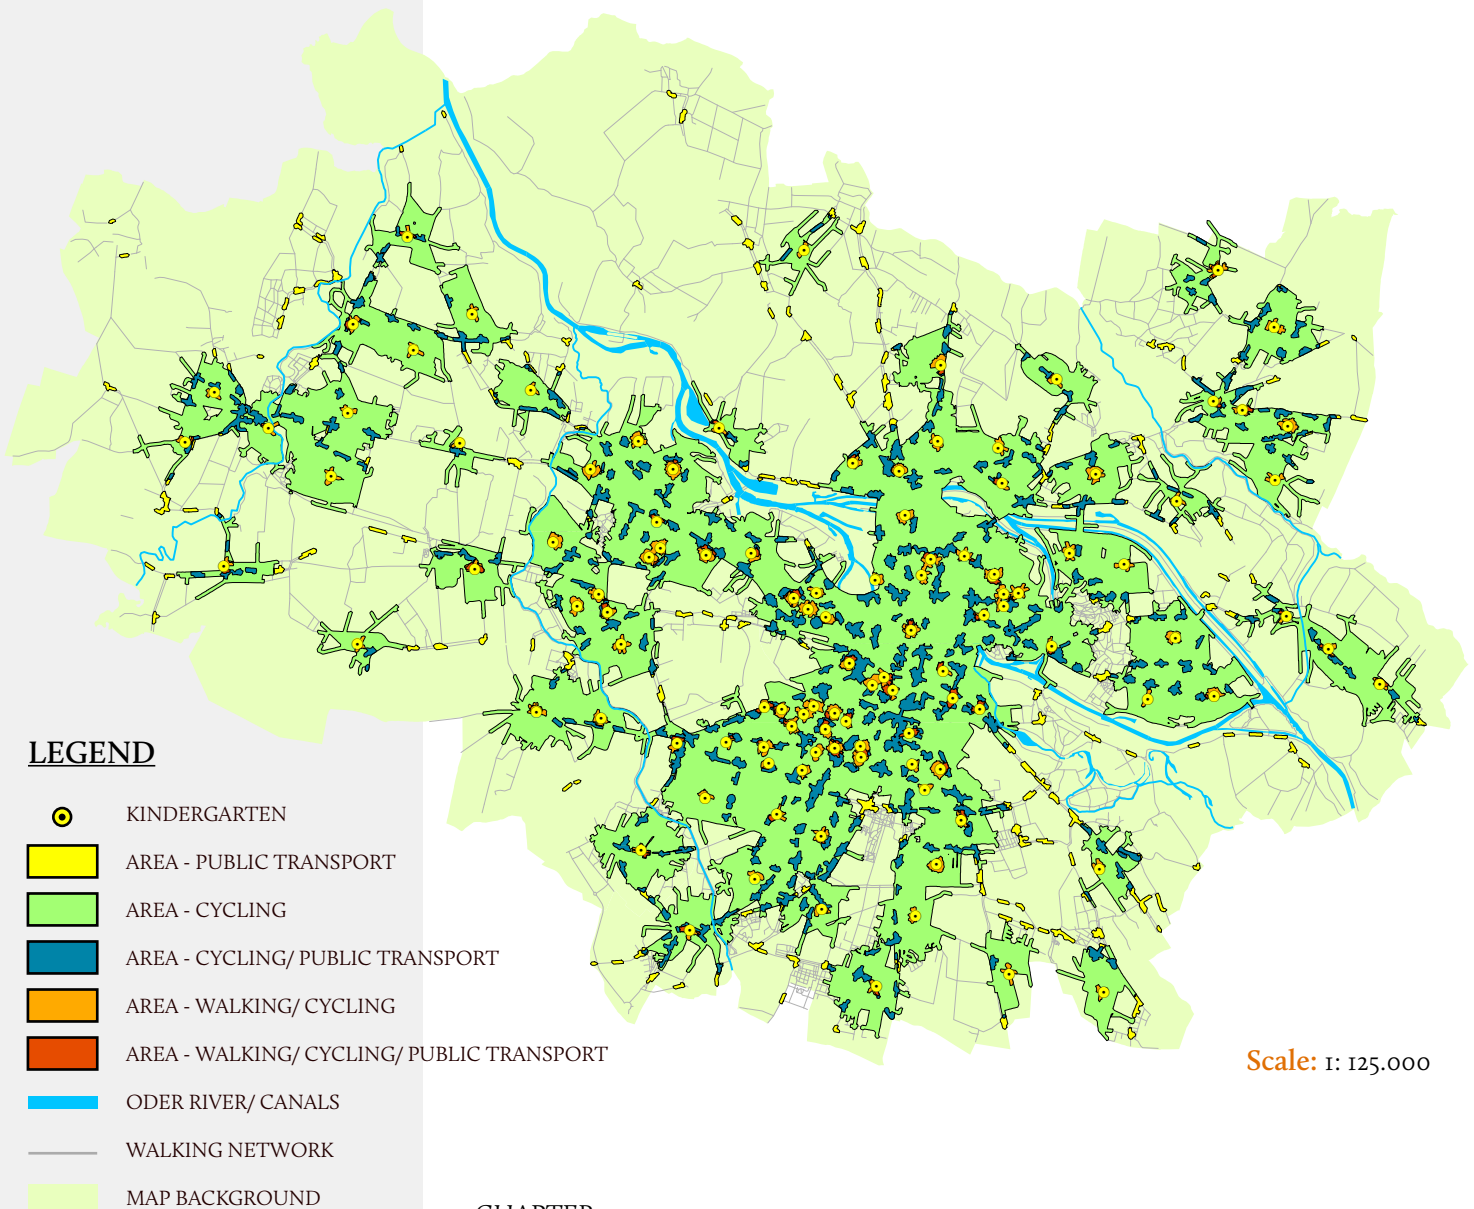 LEGEND
KINDERGARTEN
AREA - PUBLIC TRANSPORT
AREA - CYCLING
AREA - CYCLING/ PUBLIC TRANSPORT
AREA - WALKING/ CYCLING
AREA - WALKING/ CYCLING/ PUBLIC TRANSPORT
ODER RIVER/ CANALS
WALKING NETWORK
MAP BACKGROUND
Scale: 1: 125.000
CHAPTER